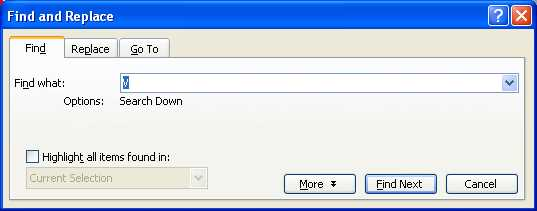 Find and Replace
Find Replace Go To
Find what: y
Options: Search Down
Highlight all items found in:
Current Selection
More Find Next Cancel